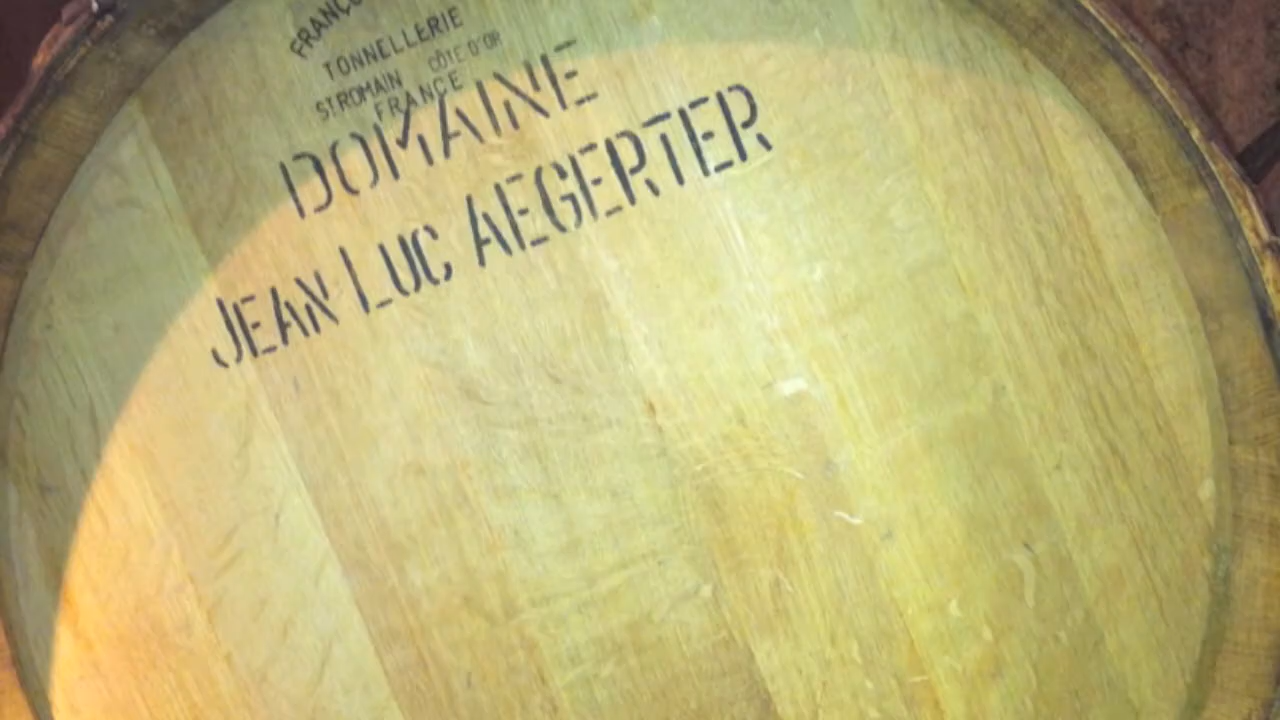 TONNELLERIE
ST ROMAIN CÔTE D'OR
FRANCE
DOMAINE
JEAN LUC AEGERTER